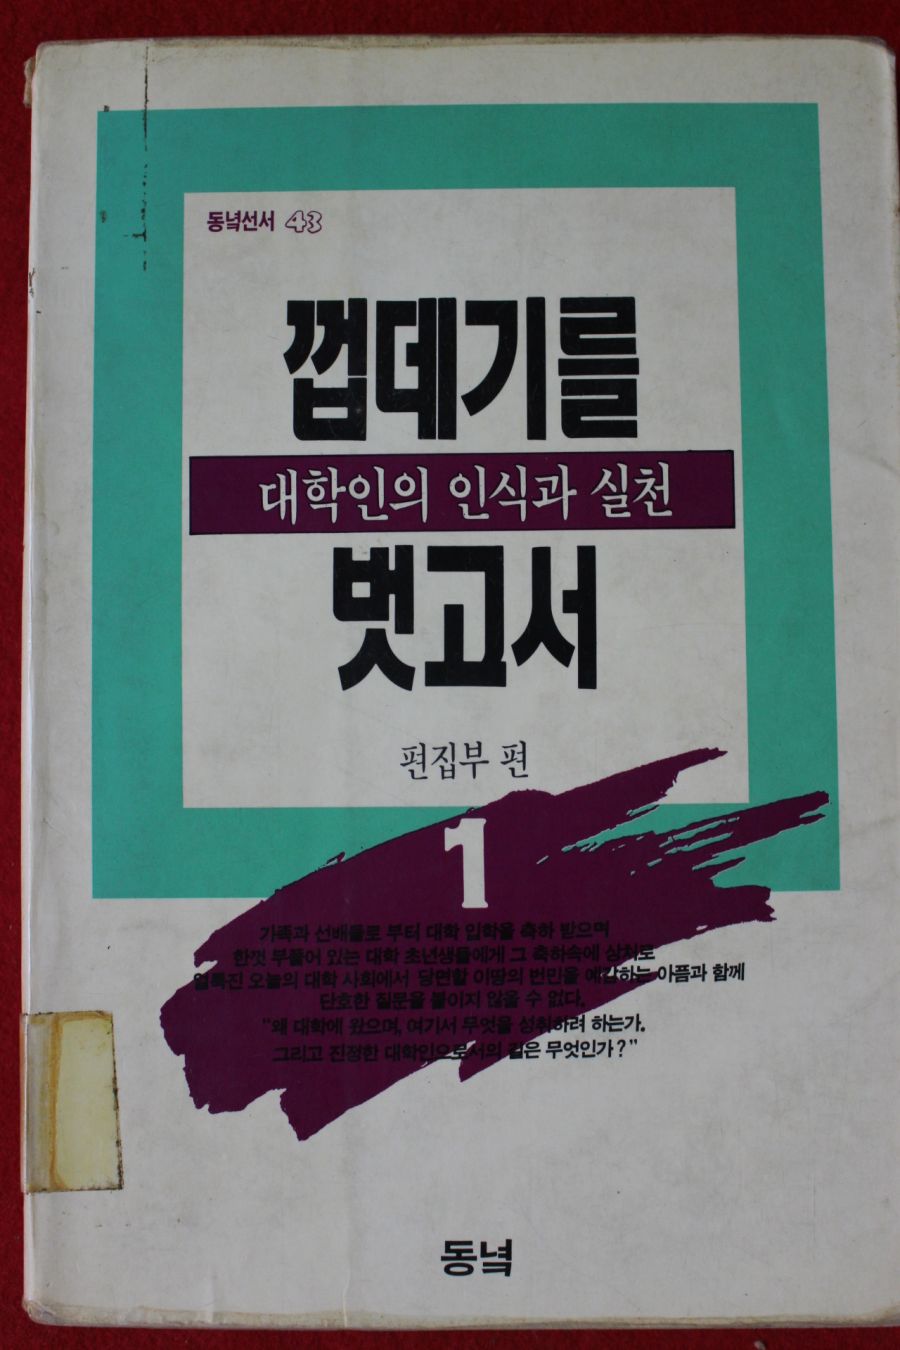 동녘선서 43
껍데기를
대학인의 인식과 실천
벗고서
편집부 편
1
가족과 선배들로 부터 대학 입학을 축하 받으며
한껏 부풀어 있는 대학 초년생들에게 그 축하속에 상처로
얼룩진 오늘의 대학 사회에서 당면할 이땅의 번민을 예감하는 아픔과 함께
단호한 질문을 붙이지 않을 수 없다.
"왜 대학에 왔으며, 여기서 무엇을 성취하려 하는가.
그리고 진정한 대학인으로서의 길은 무엇인가?"
동녘